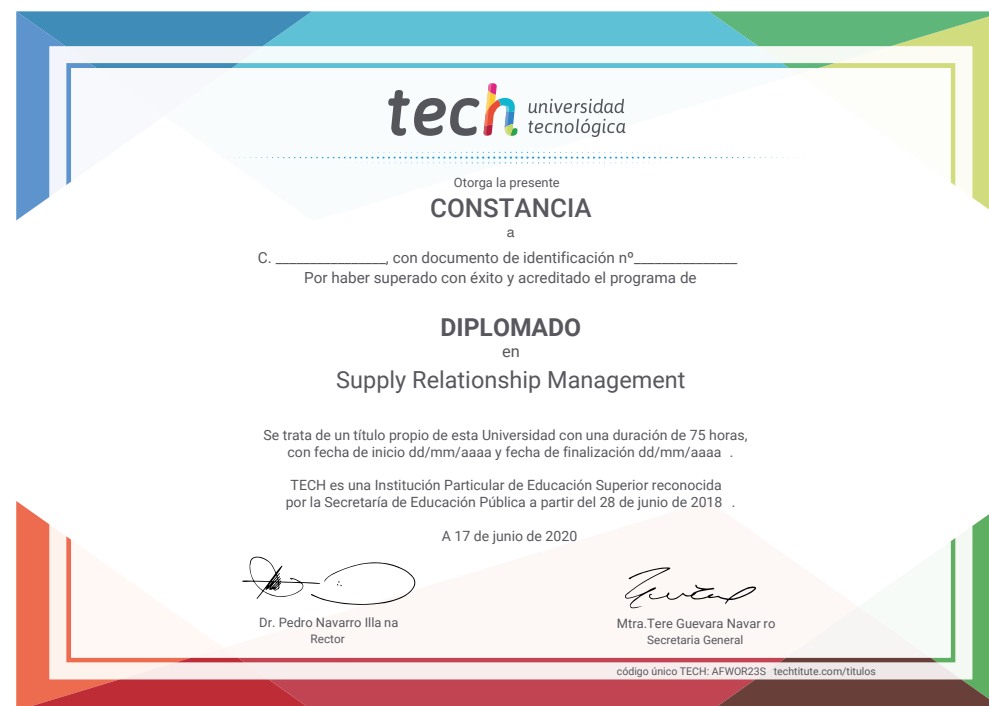 tech universidad
tecnológica
Otorga la presente
CONSTANCIA
a
C. ________________, con documento de identificación nº_______________
Por haber superado con éxito y acreditado el programa de
DIPLOMADO
en
Supply Relationship Management
Se trata de un título propio de esta Universidad con una duración de 75 horas,
con fecha de inicio dd/mm/aaaa y fecha de finalización dd/mm/aaaa .
TECH es una Institución Particular de Educación Superior reconocida
por la Secretaría de Educación Pública a partir del 28 de junio de 2018 .
A 17 de junio de 2020
Dr. Pedro Navarro Illa na
Rector
Mtra.Tere Guevara Navar ro
Secretaria General
código único TECH: AFWOR23S techtitute.com/titulos